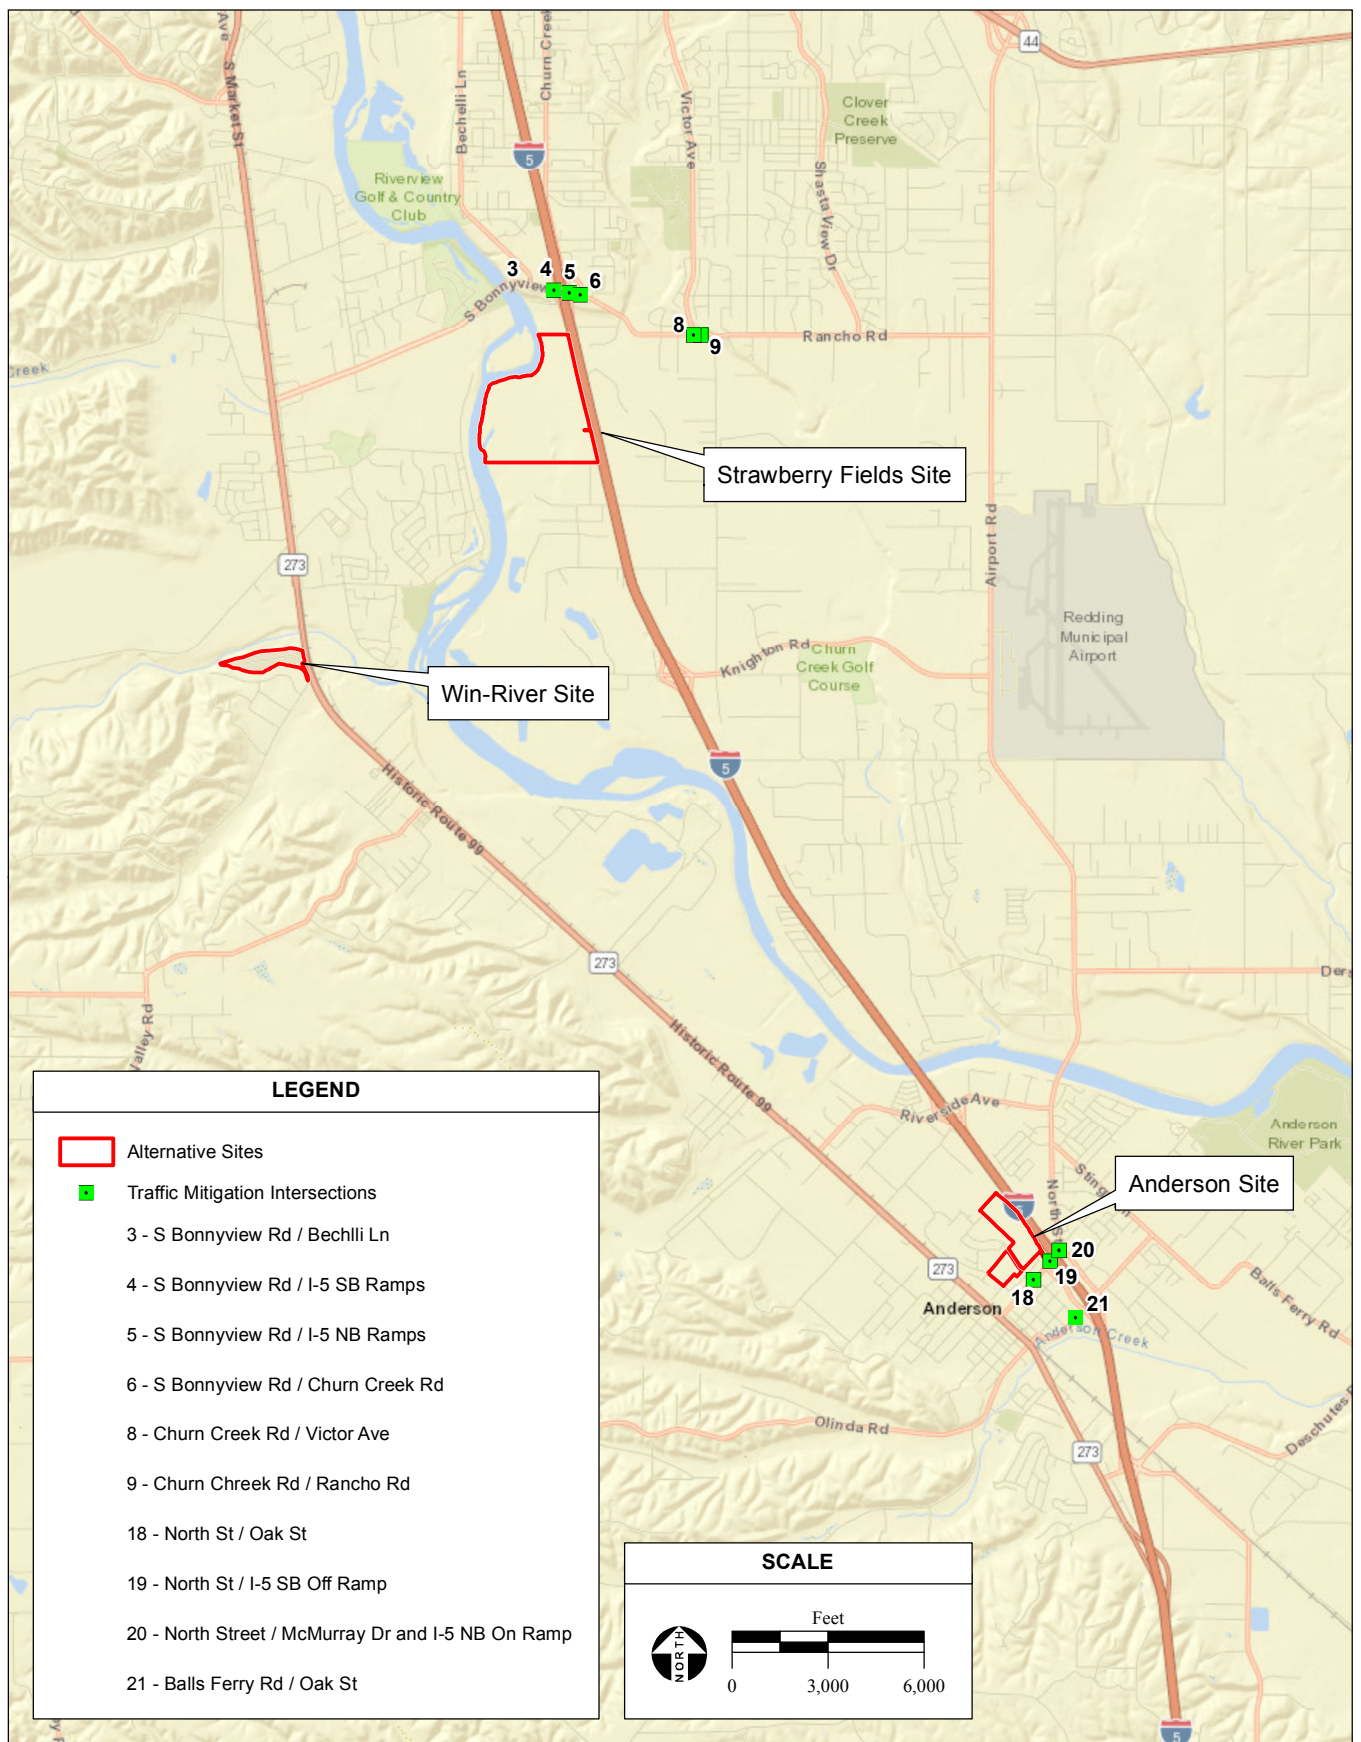 Ave
S Market St
Bechelli Ln
Churn Creek
5
Victor Ave
44
Clover
Creek
Preserve
Shasta View Dr
Riverview
Golf & Country
Club
3
4
5
6
S Bonnyview
8
9
Rancho Rd
Creek
Strawberry Fields Site
273
Airport Rd
Redding
Municipal
Airport
Knighton Rd
Churn
Creek Golf
Course
Win-River Site
5
Historic Route 99
273
Ders
Valley Rd
Historic Route 99
Riverside Ave
Anderson
River Park
Sting
North St
Anderson Site
5
20
19
18
21
273
Anderson
Anderson Creek
Balls Ferry Rd
Olinda Rd
Deschutes
273
5
LEGEND
Alternative Sites
Traffic Mitigation Intersections
3 - S Bonnyview Rd / Bechlli Ln
4 - S Bonnyview Rd / I-5 SB Ramps
5 - S Bonnyview Rd / I-5 NB Ramps
6 - S Bonnyview Rd / Churn Creek Rd
8 - Churn Creek Rd / Victor Ave
9 - Churn Chreek Rd / Rancho Rd
18 - North St / Oak St
19 - North St / I-5 SB Off Ramp
20 - North Street / McMurray Dr and I-5 NB On Ramp
21 - Balls Ferry Rd / Oak St
SCALE
Feet
NORTH
0
3,000
6,000